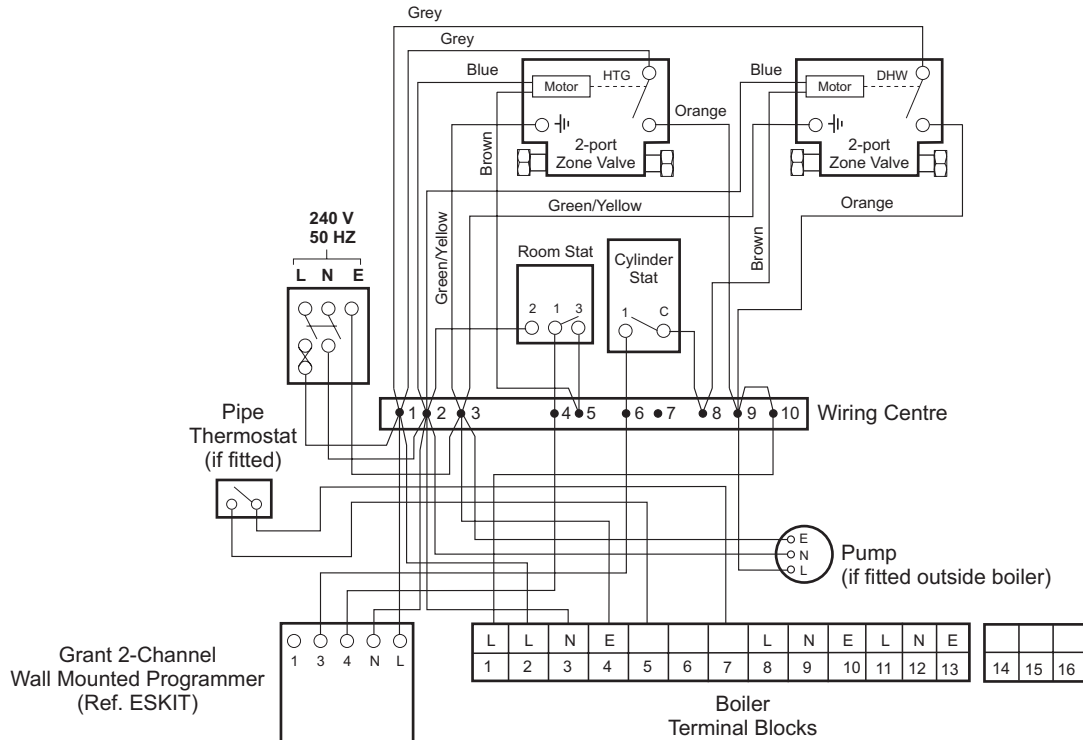 Grey
Grey
Blue
HTG
Motor
Orange
2-port
Zone Valve
Brown
Blue
DHW
Motor
2-port
Zone Valve
Orange
Brown
Green/Yellow
Green/Yellow
240 V
50 HZ
L N E
Room Stat
2 1 3
Cylinder
Stat
1 C
1 2 3 4 5 6 7 8 9 10
Wiring Centre
Pipe
Thermostat
(if fitted)
E
N
L
Pump
(if fitted outside boiler)
1 3 4 N L
Grant 2-Channel
Wall Mounted Programmer
(Ref. ESKIT)
L L N E L N E L N E
1 2 3 4 5 6 7 8 9 10 11 12 13 14 15 16
Boiler
Terminal Blocks